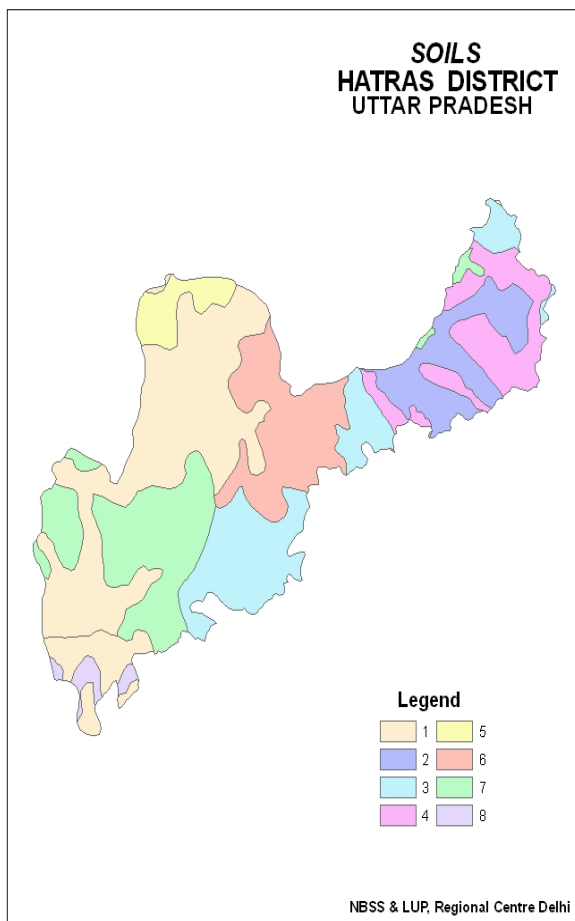 SOILS
HATRAS DISTRICT
UTTAR PRADESH
Legend
1 5
2 6
3 7
4 8
NBSS & LUP, Regional Centre Delhi